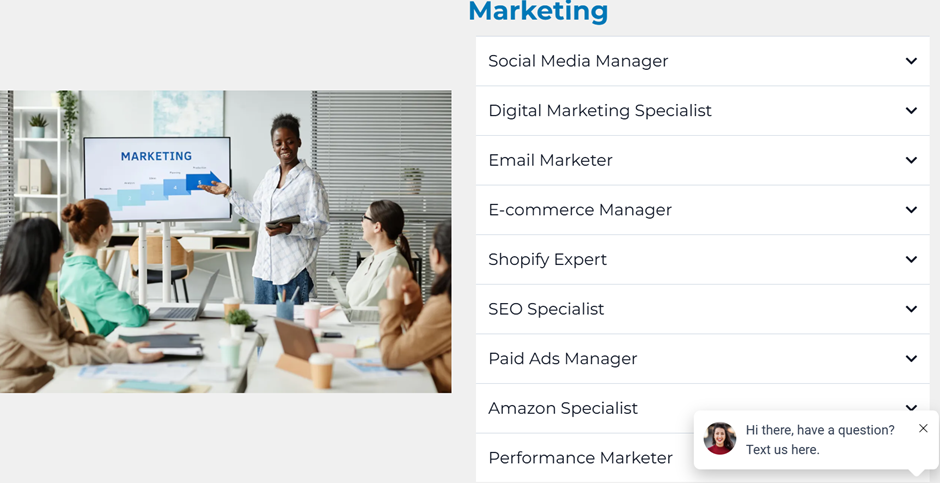 Marketing
Social Media Manager
Digital Marketing Specialist
Email Marketer
E-commerce Manager
Shopify Expert
SEO Specialist
Paid Ads Manager
Amazon Specialist
Performance Marketer
MARKETING
Hi there, have a question?
Text us here.